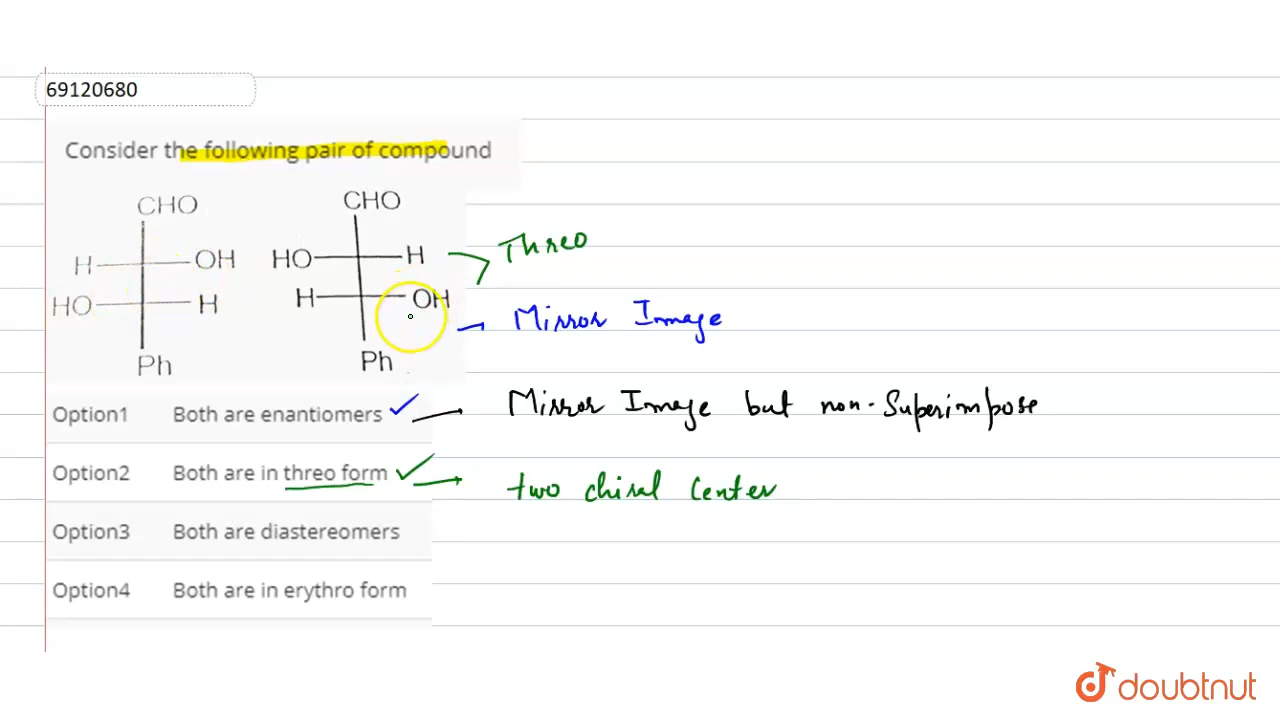 69120680
Consider the following pair of compound
CHO CHO
H OH HO H
HO H H OH
Ph Ph
Threo
Mirror Image
Option1 Both are enantiomers
Mirror Image but non-Superimpose
Option2 Both are in threo form
two chiral Center
Option3 Both are diastereomers
Option4 Both are in erythro form
doubtnut